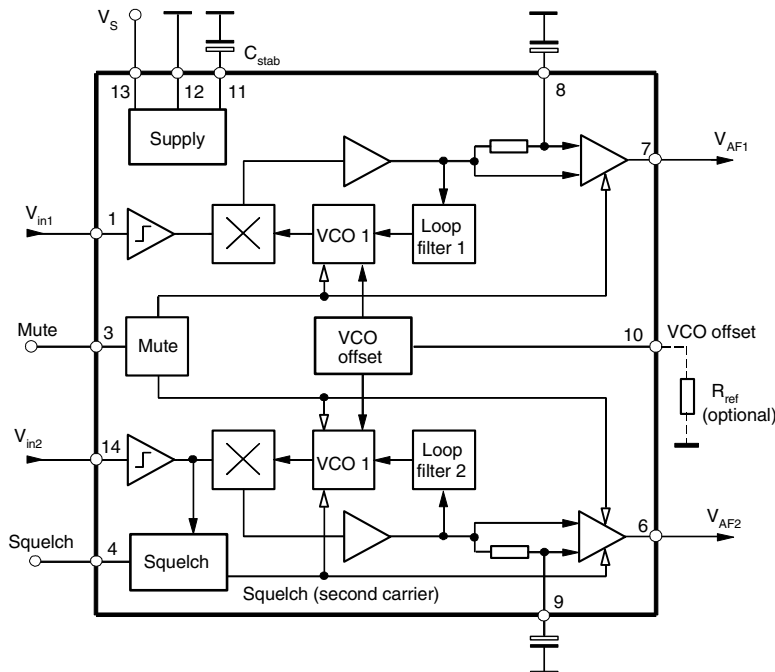 V_S
C_stab
13
12
11
8
Supply
7
V_AF1
V_in1
1
VCO 1
Loop
filter 1
Mute
3
Mute
VCO
offset
10
VCO offset
R_ref
(optional)
V_in2
14
VCO 1
Loop
filter 2
6
V_AF2
Squelch
4
Squelch
Squelch (second carrier)
9